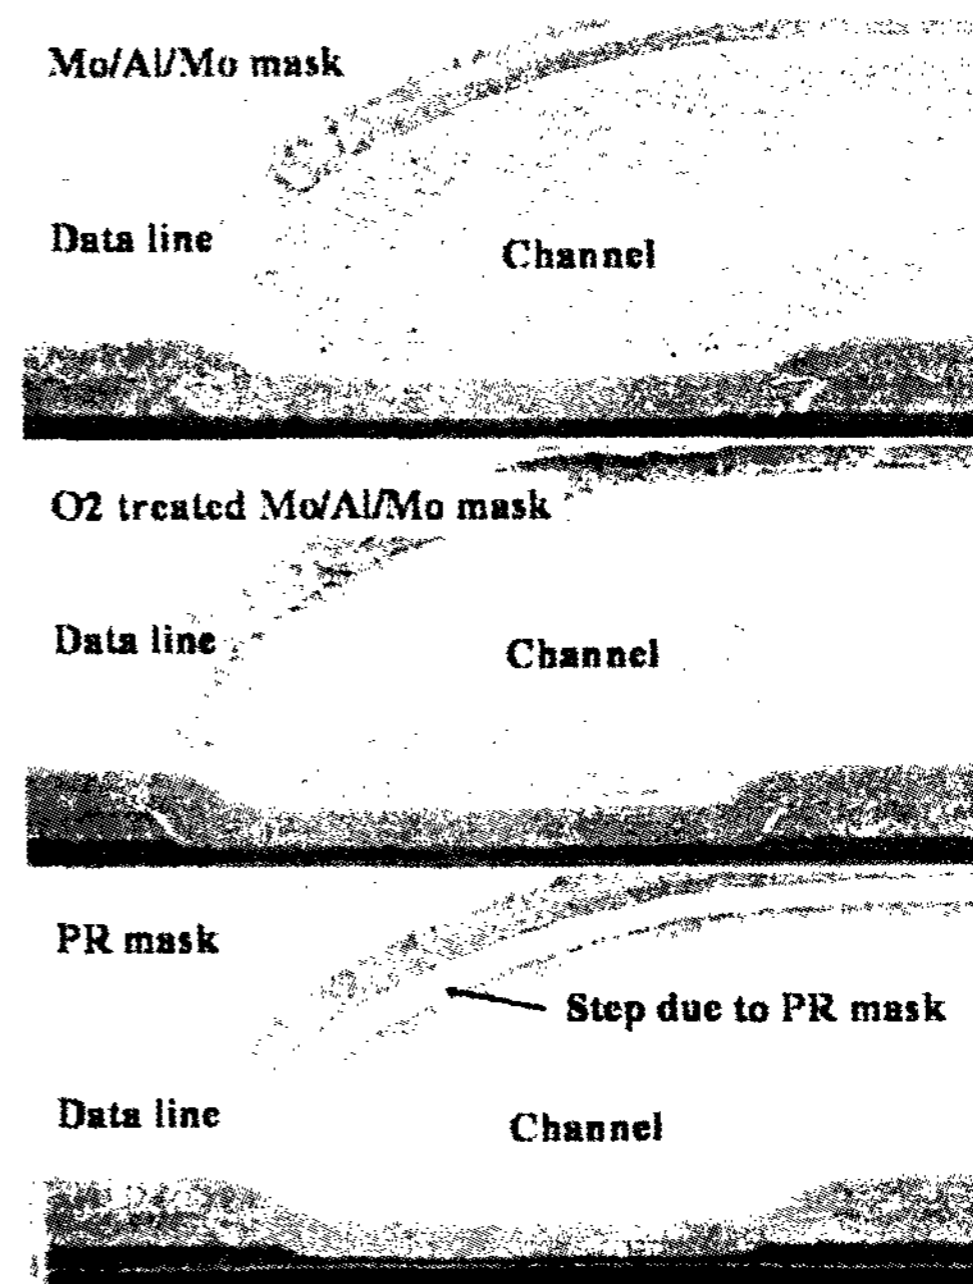 Mo/Al/Mo mask
Data line
Channel
O2 treated Mo/Al/Mo mask
Data line
Channel
PR mask
Step due to PR mask
Data line
Channel